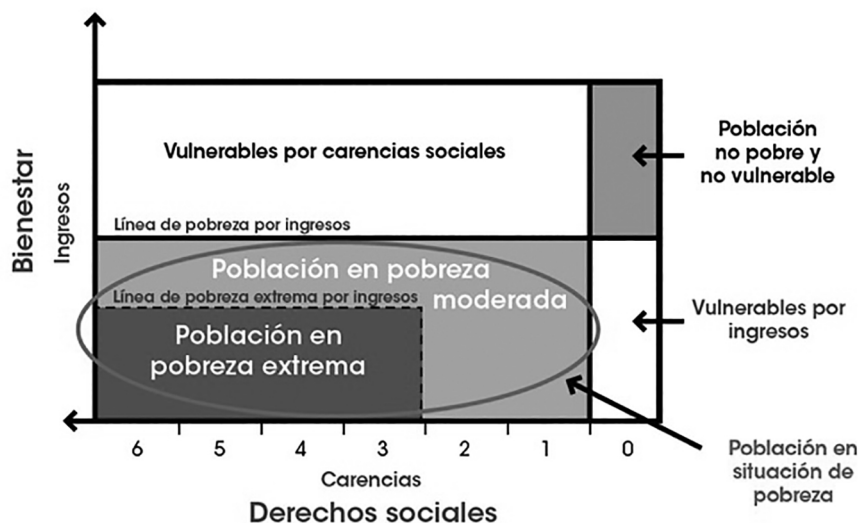 Bienestar
Ingresos
Vulnerables por carencias sociales
Población
no pobre y
no vulnerable
Línea de pobreza por ingresos
Población en pobreza
moderada
Línea de pobreza extrema por ingresos
Población en
pobreza extrema
Vulnerables por
ingresos
6 5 4 3 2 1 0
Carencias
Derechos sociales
Población en
situación de
pobreza